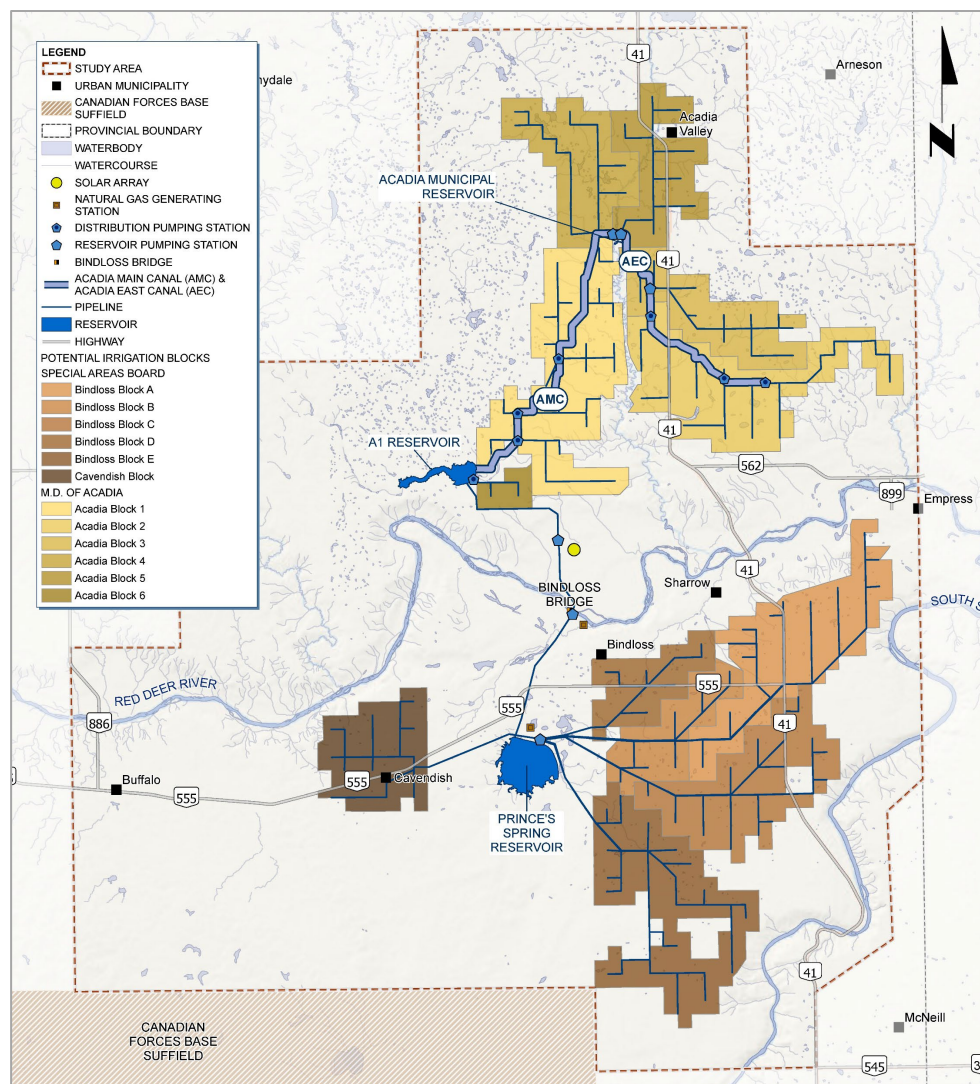 LEGEND
STUDY AREA
URBAN MUNICIPALITY
CANADIAN FORCES BASE
SUFFIELD
PROVINCIAL BOUNDARY
WATERBODY
WATERCOURSE
SOLAR ARRAY
NATURAL GAS GENERATING
STATION
DISTRIBUTION PUMPING STATION
RESERVOIR PUMPING STATION
BINDLOSS BRIDGE
ACADIA MAIN CANAL (AMC) &
ACADIA EAST CANAL (AEC)
PIPELINE
RESERVOIR
HIGHWAY
POTENTIAL IRRIGATION BLOCKS
SPECIAL AREAS BOARD
Bindloss Block A
Bindloss Block B
Bindloss Block C
Bindloss Block D
Bindloss Block E
Cavendish Block
M.D. OF ACADIA
Acadia Block 1
Acadia Block 2
Acadia Block 3
Acadia Block 4
Acadia Block 5
Acadia Block 6
nydale
41
Arneson
N
Acadia
Valley
ACADIA MUNICIPAL
RESERVOIR
AEC
41
AMC
41
A1 RESERVOIR
562
899
Empress
BINDLOSS
BRIDGE
41
Sharrow
SOUTH S
Bindloss
RED DEER RIVER
555
555
886
41
Buffalo
555
555
Cavendish
PRINCE'S
SPRING
RESERVOIR
41
CANADIAN
FORCES BASE
SUFFIELD
McNeill
545